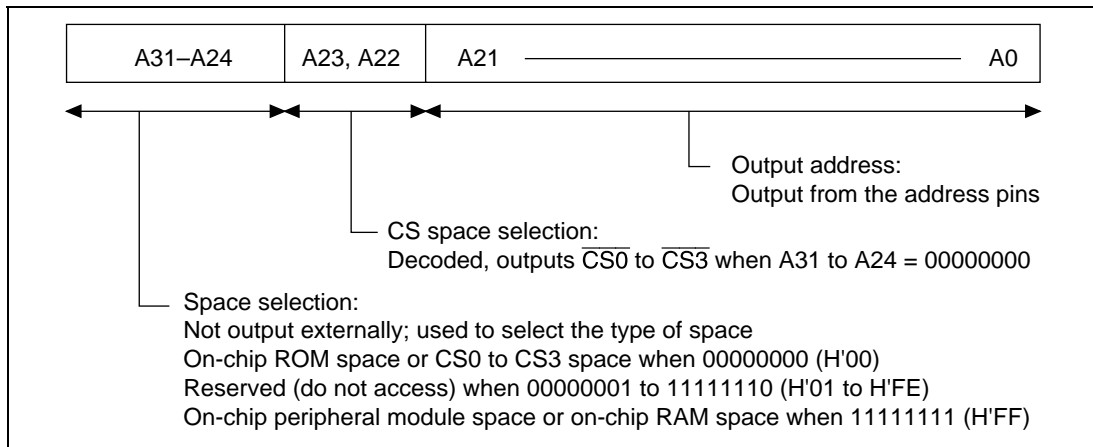 A31–A24 A23, A22 A21 A0
Output address:
Output from the address pins
CS space selection:
Decoded, outputs C̅S̅0̅ to C̅S̅3̅ when A31 to A24 = 00000000
Space selection:
Not output externally; used to select the type of space
On-chip ROM space or CS0 to CS3 space when 00000000 (H'00)
Reserved (do not access) when 00000001 to 11111110 (H'01 to H'FE)
On-chip peripheral module space or on-chip RAM space when 11111111 (H'FF)